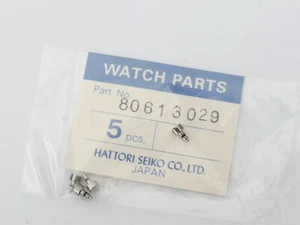 WATCH PARTS
Part No. 80613029
5 pcs.
HATTORI SEIKO CO., LTD.
JAPAN